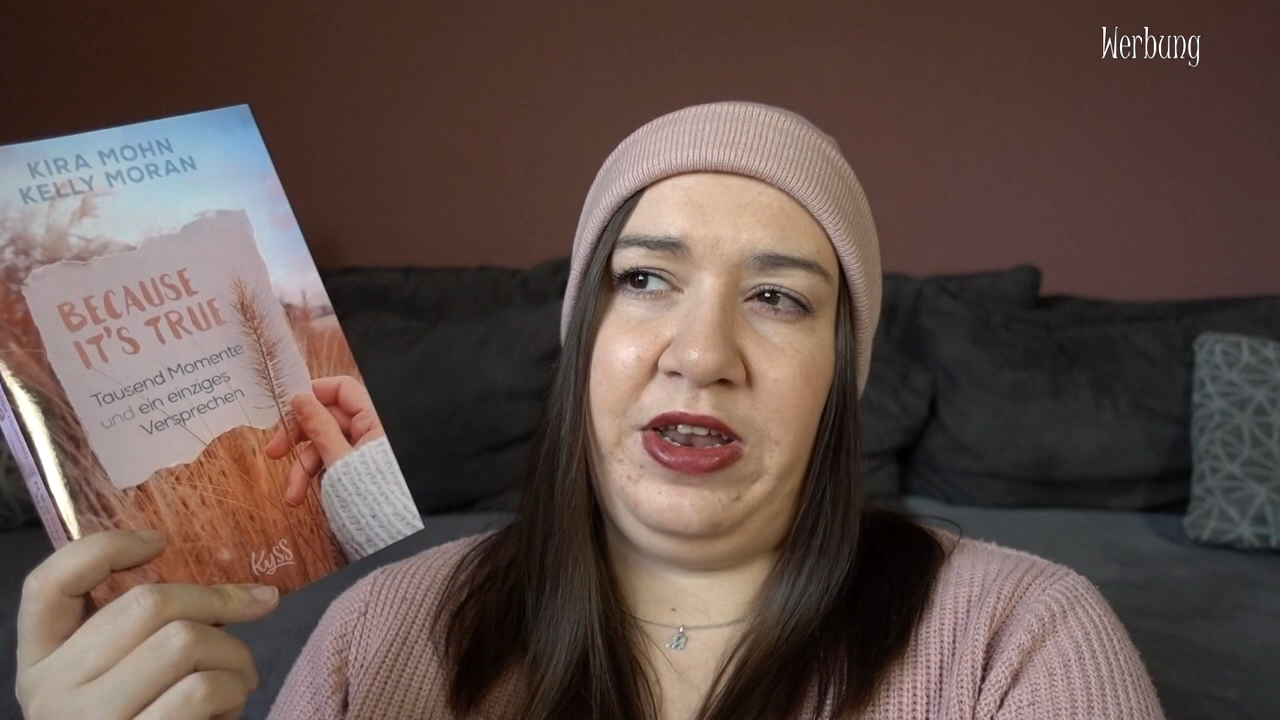 Werbung
KIRA MOHN
KELLY MORAN
BECAUSE
IT'S TRUE
Tausend Momente
und ein einziges
Versprechen
KySS